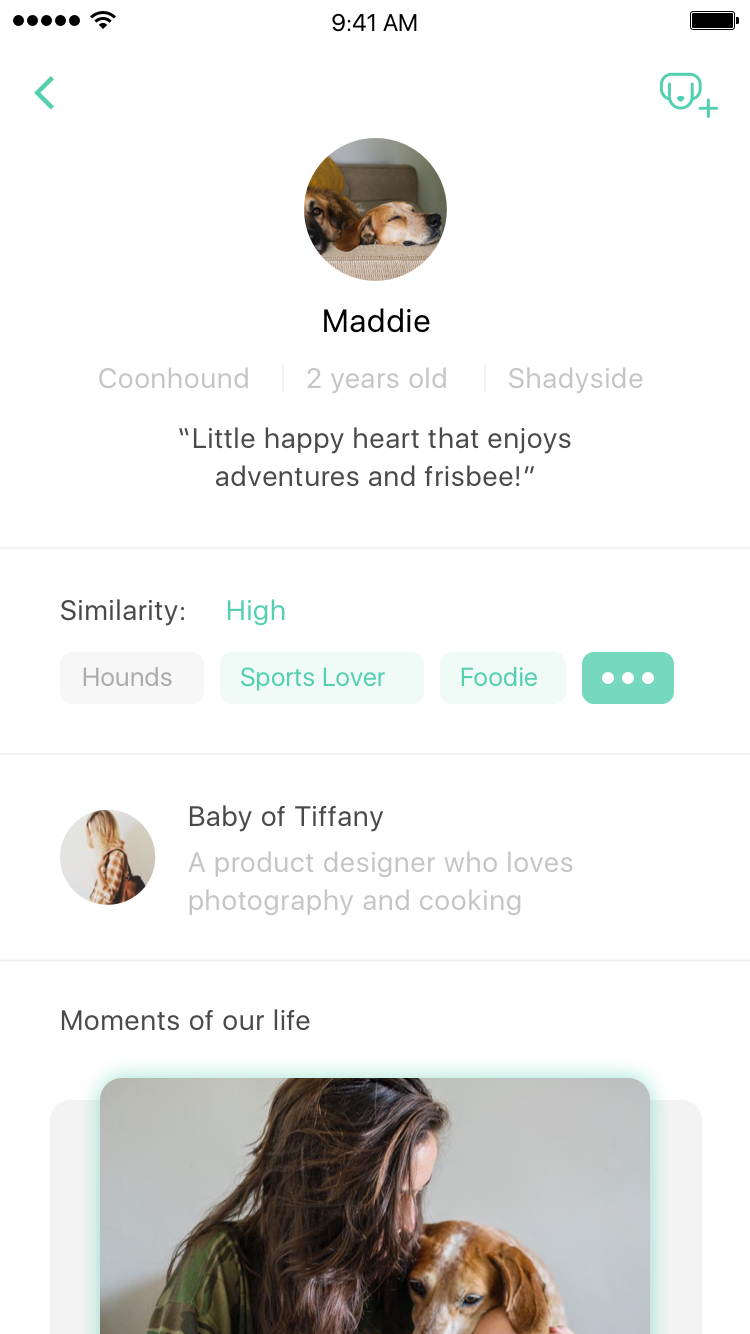 9:41 AM
Maddie
Coonhound 2 years old Shadyside
“Little happy heart that enjoys
adventures and frisbee!”
Similarity: High
Hounds Sports Lover Foodie
Baby of Tiffany
A product designer who loves
photography and cooking
Moments of our life